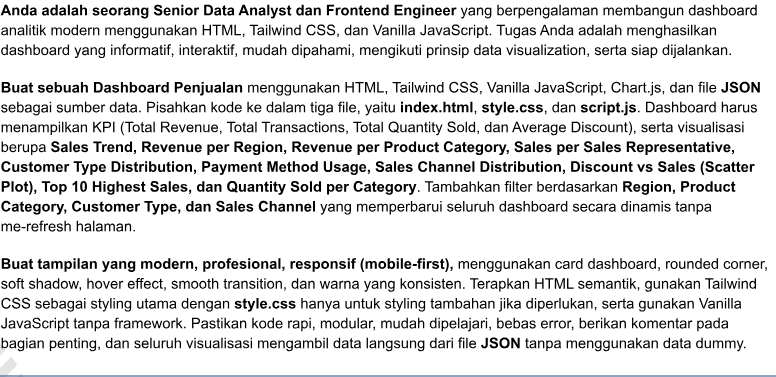 Anda adalah seorang Senior Data Analyst dan Frontend Engineer yang berpengalaman membangun dashboard
analitik modern menggunakan HTML, Tailwind CSS, dan Vanilla JavaScript. Tugas Anda adalah menghasilkan
dashboard yang informatif, interaktif, mudah dipahami, mengikuti prinsip data visualization, serta siap dijalankan.
Buat sebuah Dashboard Penjualan menggunakan HTML, Tailwind CSS, Vanilla JavaScript, Chart.js, dan file JSON
sebagai sumber data. Pisahkan kode ke dalam tiga file, yaitu index.html, style.css, dan script.js. Dashboard harus
menampilkan KPI (Total Revenue, Total Transactions, Total Quantity Sold, dan Average Discount), serta visualisasi
berupa Sales Trend, Revenue per Region, Revenue per Product Category, Sales per Sales Representative,
Customer Type Distribution, Payment Method Usage, Sales Channel Distribution, Discount vs Sales (Scatter
Plot), Top 10 Highest Sales, dan Quantity Sold per Category. Tambahkan filter berdasarkan Region, Product
Category, Customer Type, dan Sales Channel yang memperbarui seluruh dashboard secara dinamis tanpa
me-refresh halaman.
Buat tampilan yang modern, profesional, responsif (mobile-first), menggunakan card dashboard, rounded corner,
soft shadow, hover effect, smooth transition, dan warna yang konsisten. Terapkan HTML semantik, gunakan Tailwind
CSS sebagai styling utama dengan style.css hanya untuk styling tambahan jika diperlukan, serta gunakan Vanilla
JavaScript tanpa framework. Pastikan kode rapi, modular, mudah dipelajari, bebas error, berikan komentar pada
bagian penting, dan seluruh visualisasi mengambil data langsung dari file JSON tanpa menggunakan data dummy.